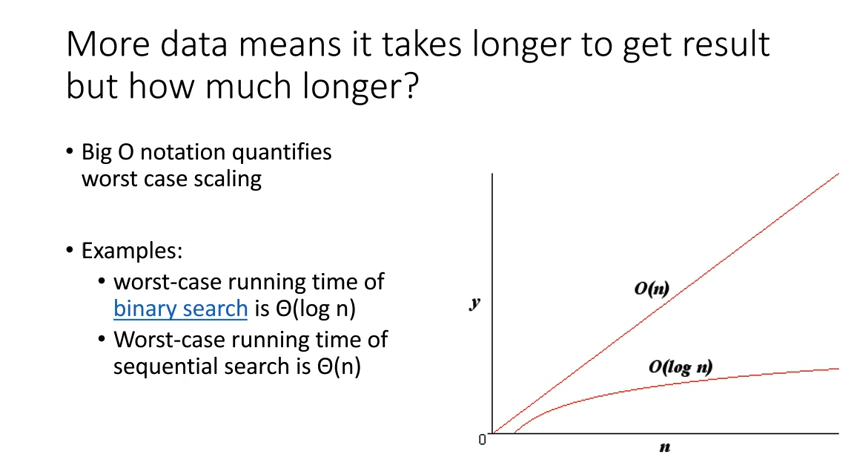 More data means it takes longer to get result
but how much longer?
• Big O notation quantifies
worst case scaling
• Examples:
• worst-case running time of
binary search is Θ(log n)
• Worst-case running time of
sequential search is Θ(n)
O(n)
y
O(log n)
0
n